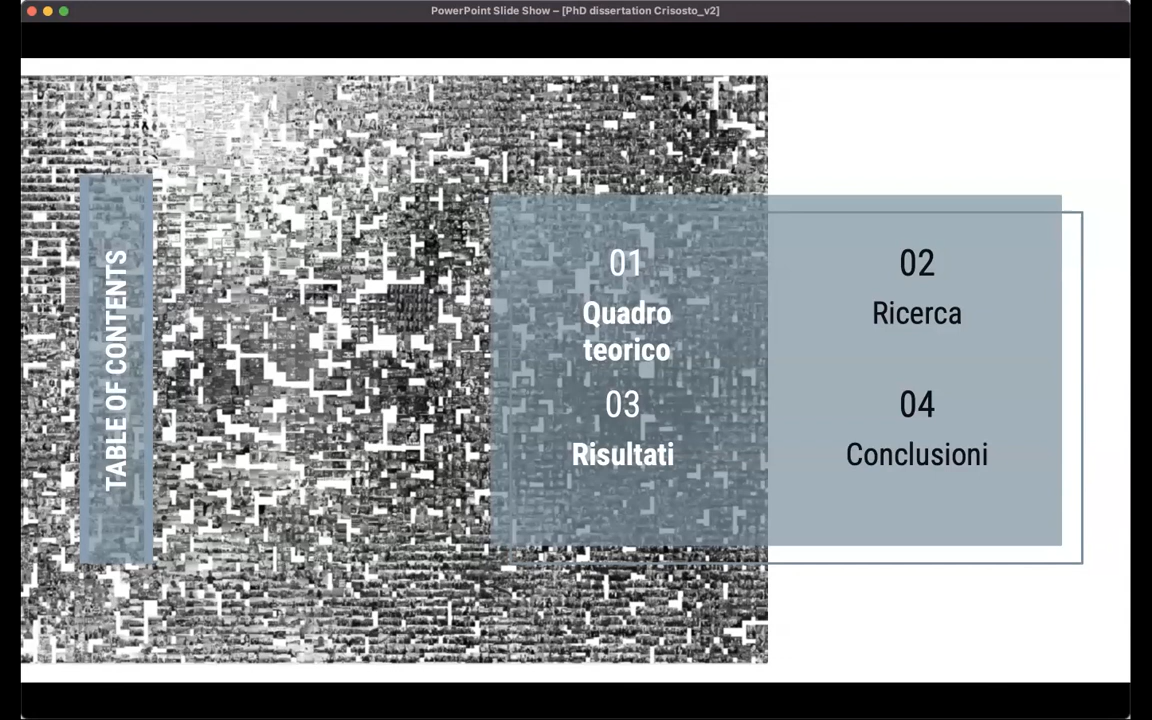 PowerPoint Slide Show – [PhD dissertation Crisosto_v2]
TABLE OF CONTENTS
01
Quadro
teorico
02
Ricerca
03
Risultati
04
Conclusioni